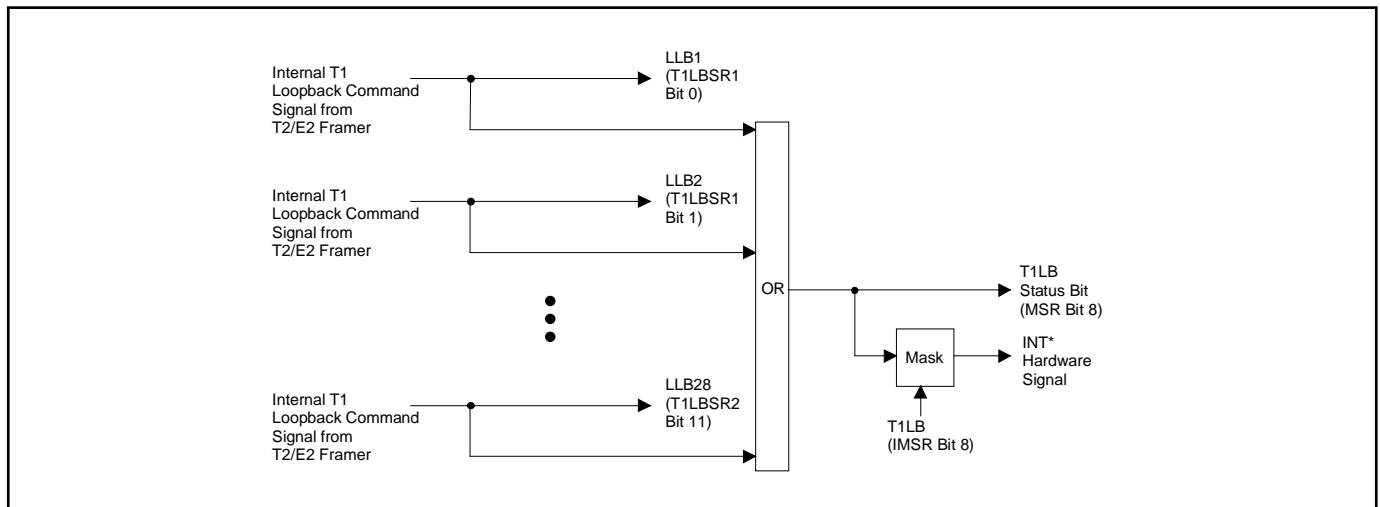 Internal T1
Loopback Command
Signal from
T2/E2 Framer
LLB1
(T1LBSR1
Bit 0)
Internal T1
Loopback Command
Signal from
T2/E2 Framer
LLB2
(T1LBSR1
Bit 1)
OR
T1LB
Status Bit
(MSR Bit 8)
Mask
INT*
Hardware
Signal
T1LB
(IMSR Bit 8)
Internal T1
Loopback Command
Signal from
T2/E2 Framer
LLB28
(T1LBSR2
Bit 11)